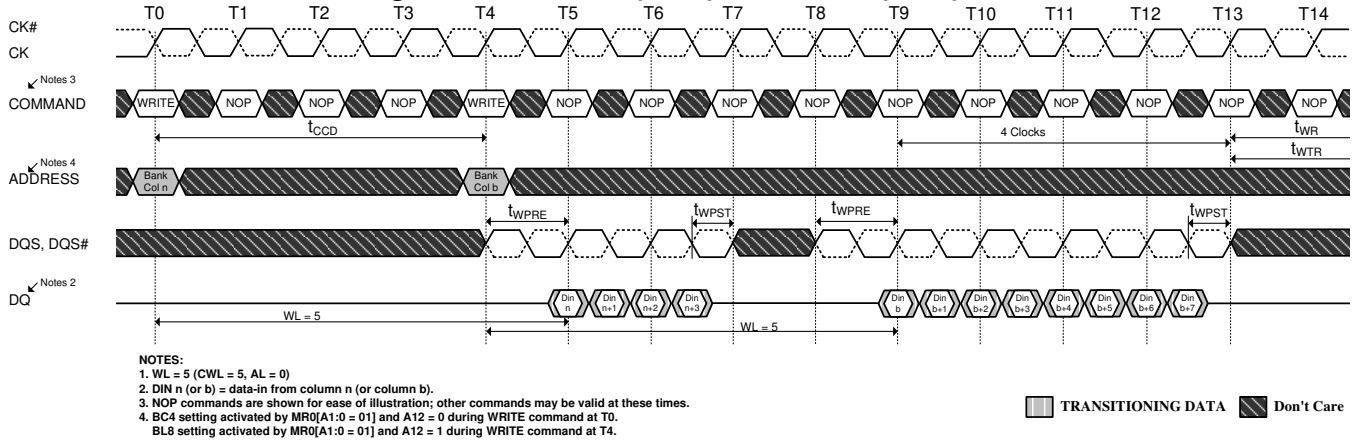 T0 T1 T2 T3 T4 T5 T6 T7 T8 T9 T10 T11 T12 T13 T14
CK#
CK
Notes 3
COMMAND
WRITE NOP NOP NOP WRITE NOP NOP NOP NOP NOP NOP NOP NOP NOP NOP
tCCD
4 Clocks
tWR
tWTR
Notes 4
ADDRESS
Bank Bank
Col n Col b
tWPRE tWPST tWPRE tWPST
DQS, DQS#
Notes 2
DQ
Din Din Din Din Din Din Din Din Din Din Din Din
n n+1 n+2 n+3 b b+1 b+2 b+3 b+4 b+5 b+6 b+7
WL = 5
WL = 5
NOTES:
1. WL = 5 (CWL = 5, AL = 0)
2. DIN n (or b) = data-in from column n (or column b).
3. NOP commands are shown for ease of illustration; other commands may be valid at these times.
4. BC4 setting activated by MR0[A1:0 = 01] and A12 = 0 during WRITE command at T0.
BL8 setting activated by MR0[A1:0 = 01] and A12 = 1 during WRITE command at T4.
TRANSITIONING DATA Don't Care